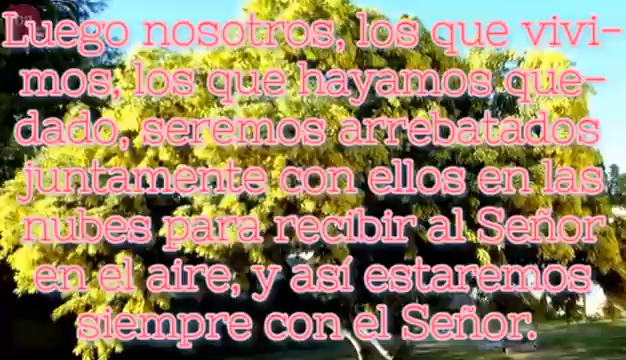 Luego nosotros, los que vivi-
mos, los que hayamos que-
dado, seremos arrebatados
juntamente con ellos en las
nubes para recibir al Señor
en el aire, y así estaremos
siempre con el Señor.